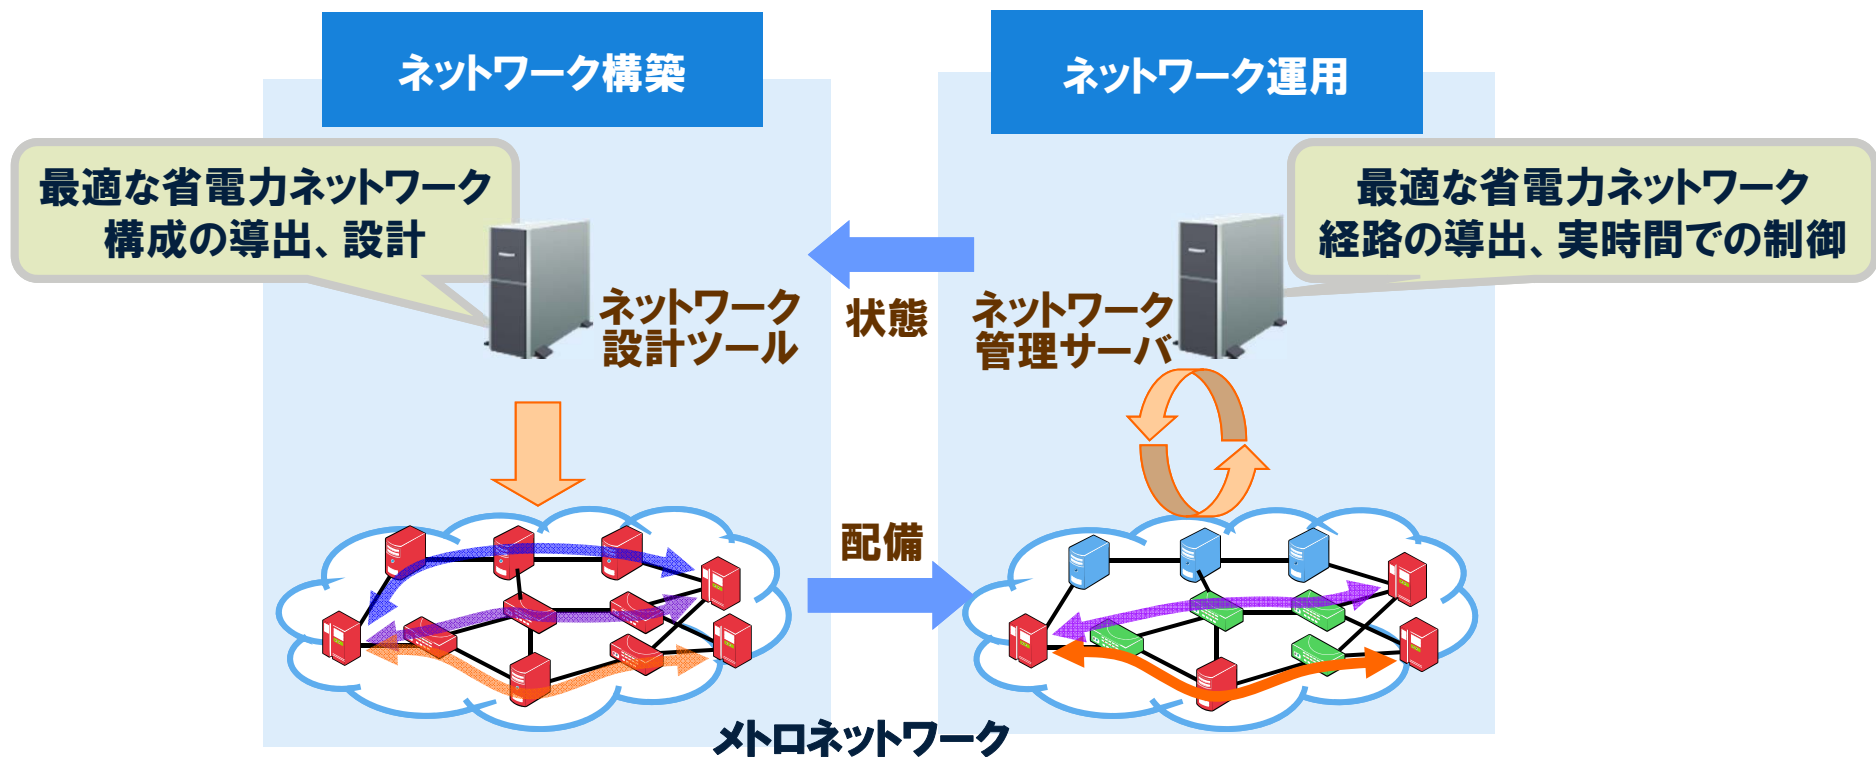 ネットワーク構築
最適な省電力ネットワーク
構成の導出、設計
ネットワーク
設計ツール
状態
配備
ネットワーク運用
最適な省電力ネットワーク
経路の導出、実時間での制御
ネットワーク
管理サーバ
メトロネットワーク